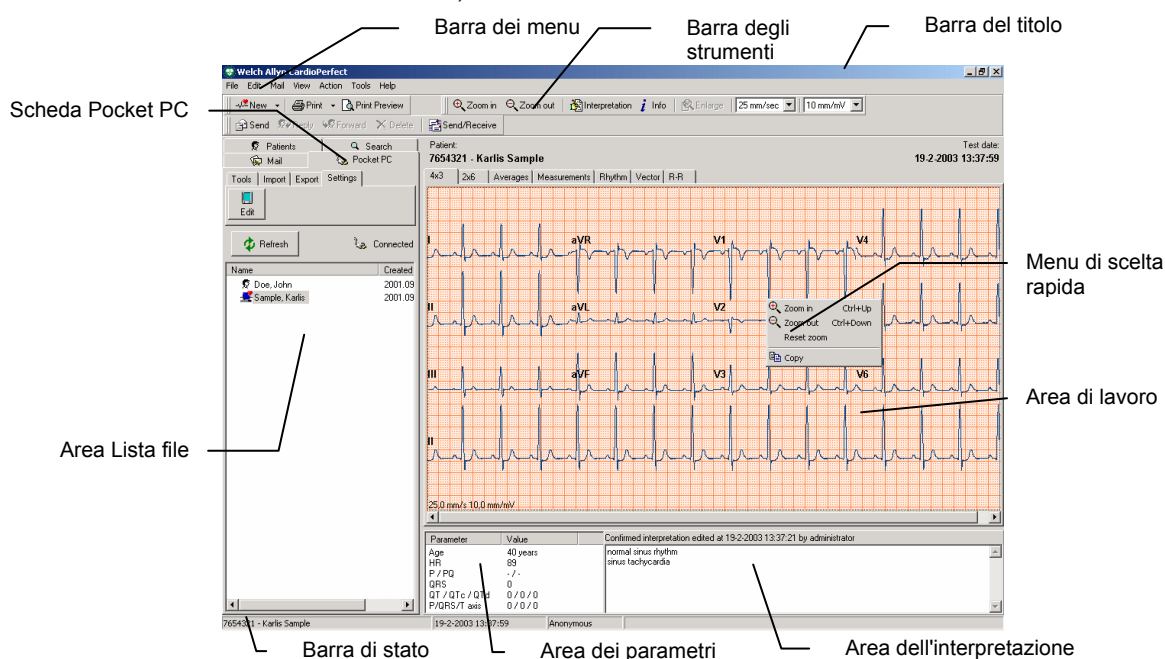 Barra dei menu
Barra degli strumenti
Barra del titolo
Welch Allyn CardioPerfect
File Edit Mail View Action Tools Help
Scheda Pocket PC
New Print Print Preview Zoom in Zoom out Interpretation Info Enlarge 25 mm/sec 10 mm/mV
Send Reply Forward Delete Send/Receive
Patients Search
Mail Pocket PC
Tools Import Export Settings
Edit
Refresh Connected
Name Created
Doe, John 2001.09
Sample, Karlis 2001.09
Patient: Test date:
7654321 - Karlis Sample 19-2-2003 13:37:59
4x3 2x6 Averages Measurements Rhythm Vector R-R
I aVR V1 V4
II aVL V2
Zoom in Ctrl+Up
Zoom out Ctrl+Down
Reset zoom
Copy
III aVF V3 V6
II
25,0 mm/s 10,0 mm/mV
Menu di scelta rapida
Area di lavoro
Area Lista file
Parameter Value
Age 40 years
HR 89
P / PQ - / -
QRS 0
QT / QTc / QTd 0 / 0 / 0
P/QRS/T axis 0 / 0 / 0
Confirmed interpretation edited at 19-2-2003 13:37:21 by administrator
normal sinus rhythm
sinus tachycardia
7654321 - Karlis Sample 19-2-2003 13:37:59 Anonymous
Barra di stato
Area dei parametri
Area dell'interpretazione